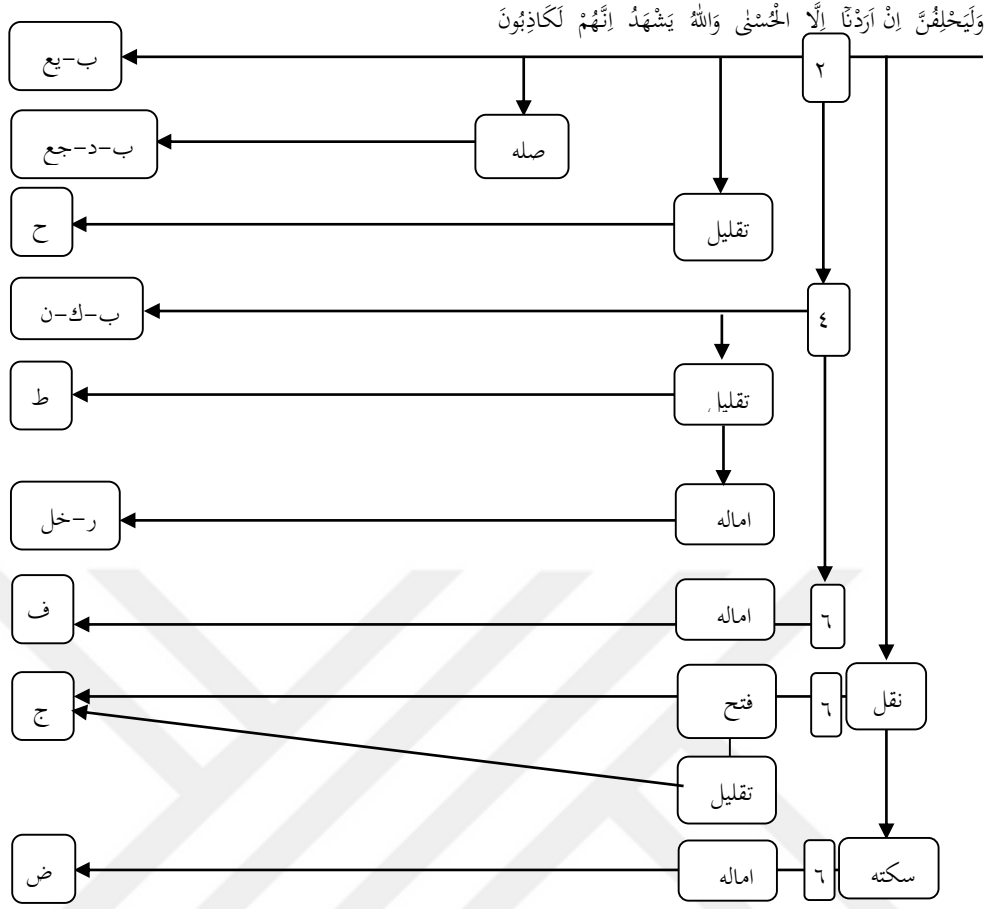 وَلَيَحْلِفُنَّ اِنْ اَرَدْنَٓا اِلَّا الْحُسْنٰى وَاللّٰهُ يَشْهَدُ اِنَّهُمْ لَكَاذِبُونَ
٢
ب-يع
صله
ب-د-جع
تقليل
ح
٤
ب-ك-ن
تقليل
ط
اماله
ر-خل
٦
اماله
ف
نقل
٦
فتح
ج
تقليل
سكته
٦
اماله
ض